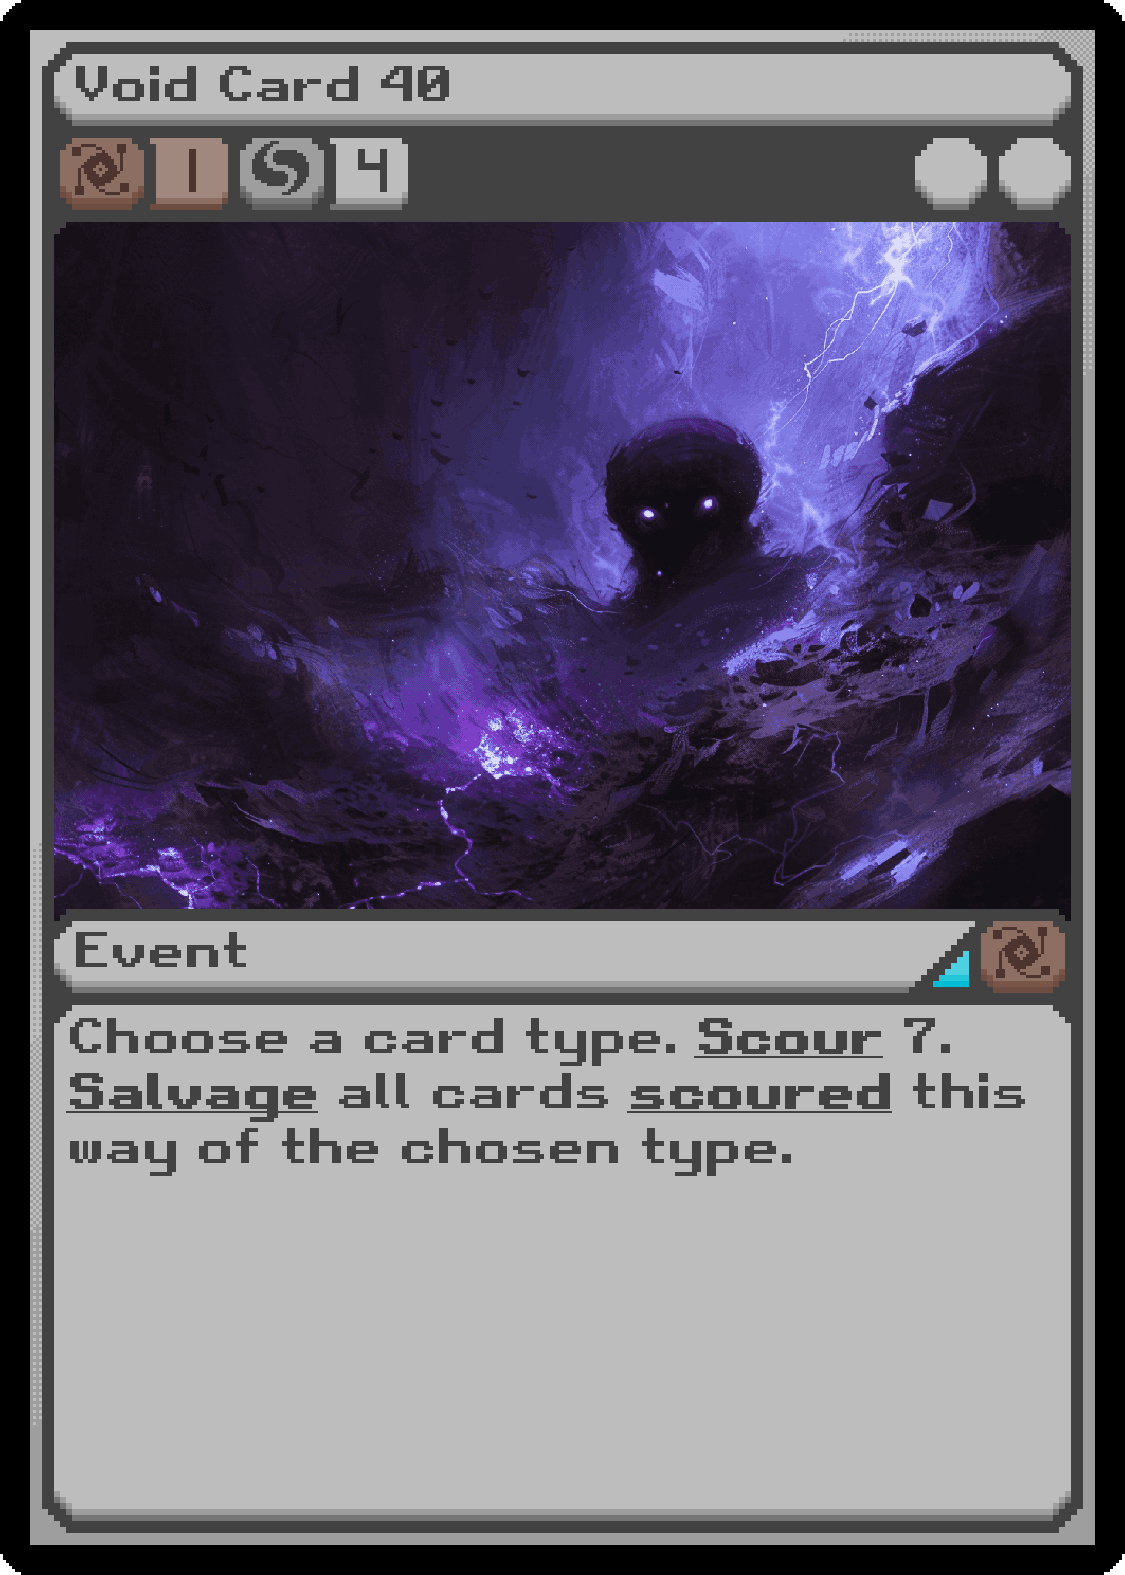 Void Card 40
1 4
Event
Choose a card type. Scour 7.
Salvage all cards scoured this
way of the chosen type.